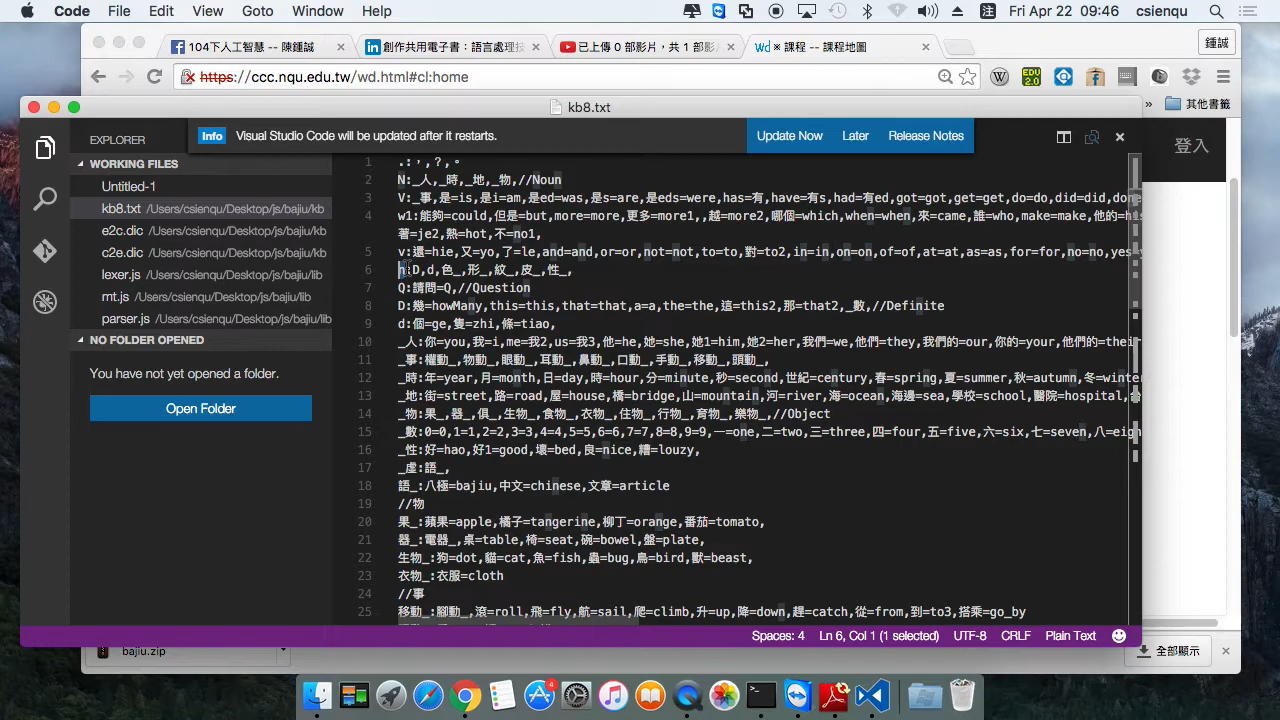 Code File Edit View Goto Window Help
注 Fri Apr 22 09:46 csienqu
104下人工智慧 -- 陳鍾誠
創作共用電子書：語言處理技
已上傳 0 部影片，共 1 部影片
Wd ※ 課程 -- 星程地圖
鍾誠
https://ccc.nqu.edu.tw/wd.html#cl:home
W EDU 2.0
kb8.txt
» 其他書籤
EXPLORER
Info Visual Studio Code will be updated after it restarts. Update Now Later Release Notes
登入
WORKING FILES
Untitled-1
kb8.txt /Users/csienqu/Desktop/js/bajiu/kb
e2c.dic /Users/csienqu/Desktop/js/bajiu/kb
c2e.dic /Users/csienqu/Desktop/js/bajiu/kb
lexer.js /Users/csienqu/Desktop/js/bajiu/lib
mt.js /Users/csienqu/Desktop/js/bajiu/lib
parser.js /Users/csienqu/Desktop/js/bajiu/lib
NO FOLDER OPENED
You have not yet opened a folder.
Open Folder
1 .:，,？,。
2 N:_人,_時,_地,_物,//Noun
3 V:_事,是=is,是i=am,是ed=was,是s=are,是eds=were,has=有,have=有s,had=有ed,got=got,get=get,do=do,did=did,done
4 w1:能夠=could,但是=but,more=more,更多=more1,,越=more2,哪個=which,when=when,來=came,誰=who,make=make,他的=his
著=je2,熱=hot,不=no1,
5 v:還=hie,又=yo,了=le,and=and,or=or,not=not,to=to,對=to2,in=in,on=on,of=of,at=at,as=as,for=for,no=no,yes=y
6 n:D,d,色_,形_,紋_,皮_,性_,
7 Q:請問=Q,//Question
8 D:幾=howMany,this=this,that=that,a=a,the=the,這=this2,那=that2,_數,//Definite
9 d:個=ge,隻=zhi,條=tiao,
10 _人:你=you,我=i,me=我2,us=我3,他=he,她=she,她1=him,她2=her,我們=we,他們=they,我們的=our,你的=your,他們的=their
11 _事:權動_,物動_,眼動_,耳動_,鼻動_,口動_,手動_,移動_,頭動_,
12 _時:年=year,月=month,日=day,時=hour,分=minute,秒=second,世紀=century,春=spring,夏=summer,秋=autumn,冬=winter
13 _地:街=street,路=road,屋=house,橋=bridge,山=mountain,河=river,海=ocean,海邊=sea,學校=school,醫院=hospital,
14 _物:果_,器_,俱_,生物_,食物_,衣物_,住物_,行物_,育物_,樂物_,//Object
15 _數:0=0,1=1,2=2,3=3,4=4,5=5,6=6,7=7,8=8,9=9,一=one,二=two,三=three,四=four,五=five,六=six,七=seven,八=eig
16 _性:好=hao,好1=good,壞=bed,良=nice,糟=louzy,
17 _虛:語_,
18 語_:八極=bajiu,中文=chinese,文章=article
19 //物
20 果_:蘋果=apple,橘子=tangerine,柳丁=orange,番茄=tomato,
21 器_:電器_,桌=table,椅=seat,碗=bowel,盤=plate,
22 生物_:狗=dot,貓=cat,魚=fish,蟲=bug,鳥=bird,獸=beast,
23 衣物_:衣服=cloth
24 //事
25 移動_:腳動_,滾=roll,飛=fly,航=sail,爬=climb,升=up,降=down,趕=catch,從=from,到=to3,搭乘=go_by
Spaces: 4 Ln 6, Col 1 (1 selected) UTF-8 CRLF Plain Text
bajiu.zip
全部顯示
4